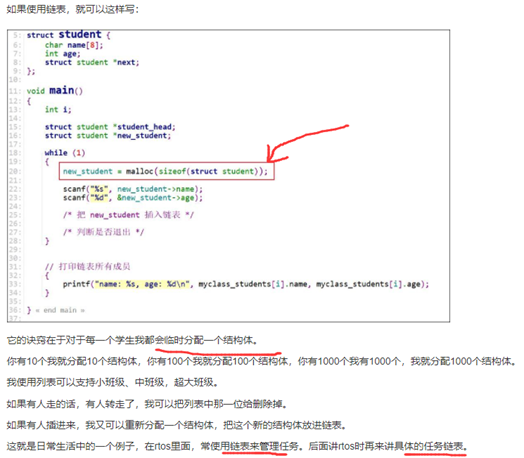 如果使用链表，就可以这样写：
5: struct student {
6: char name[8];
7: int age;
8: struct student *next;
9: };
10:
11: void main()
12: {
13: int i;
14:
15: struct student *student_head;
16: struct student *new_student;
17:
18: while (1)
19: {
20: new_student = malloc(sizeof(struct student));
21:
22: scanf("%s", new_student->name);
23: scanf("%d", &new_student->age);
24:
25: /* 把 new_student 插入链表 */
26:
27: /* 判断是否退出 */
28: }
29:
30:
31: // 打印链表所有成员
32: {
33: printf("name: %s, age: %d\n", myclass_students[i].name, myclass_students[i].age);
34: }
35:
36: } « end main »
它的诀窍在于对于每一个学生我都会临时分配一个结构体。
你有10个我就分配10个结构体，你有100个我就分配100个结构体，你有1000个我有1000个，我就分配1000个结构体。
我使用列表可以支持小班级、中班级，超大班级。
如果有人走的话，有人转走了，我可以把列表中那一位给删除掉。
如果有人插进来，我又可以重新分配一个结构体，把这个新的结构体放进链表。
这就是日常生活中的一个例子，在rtos里面，常使用链表来管理任务。后面讲rtos时再来讲具体的任务链表。